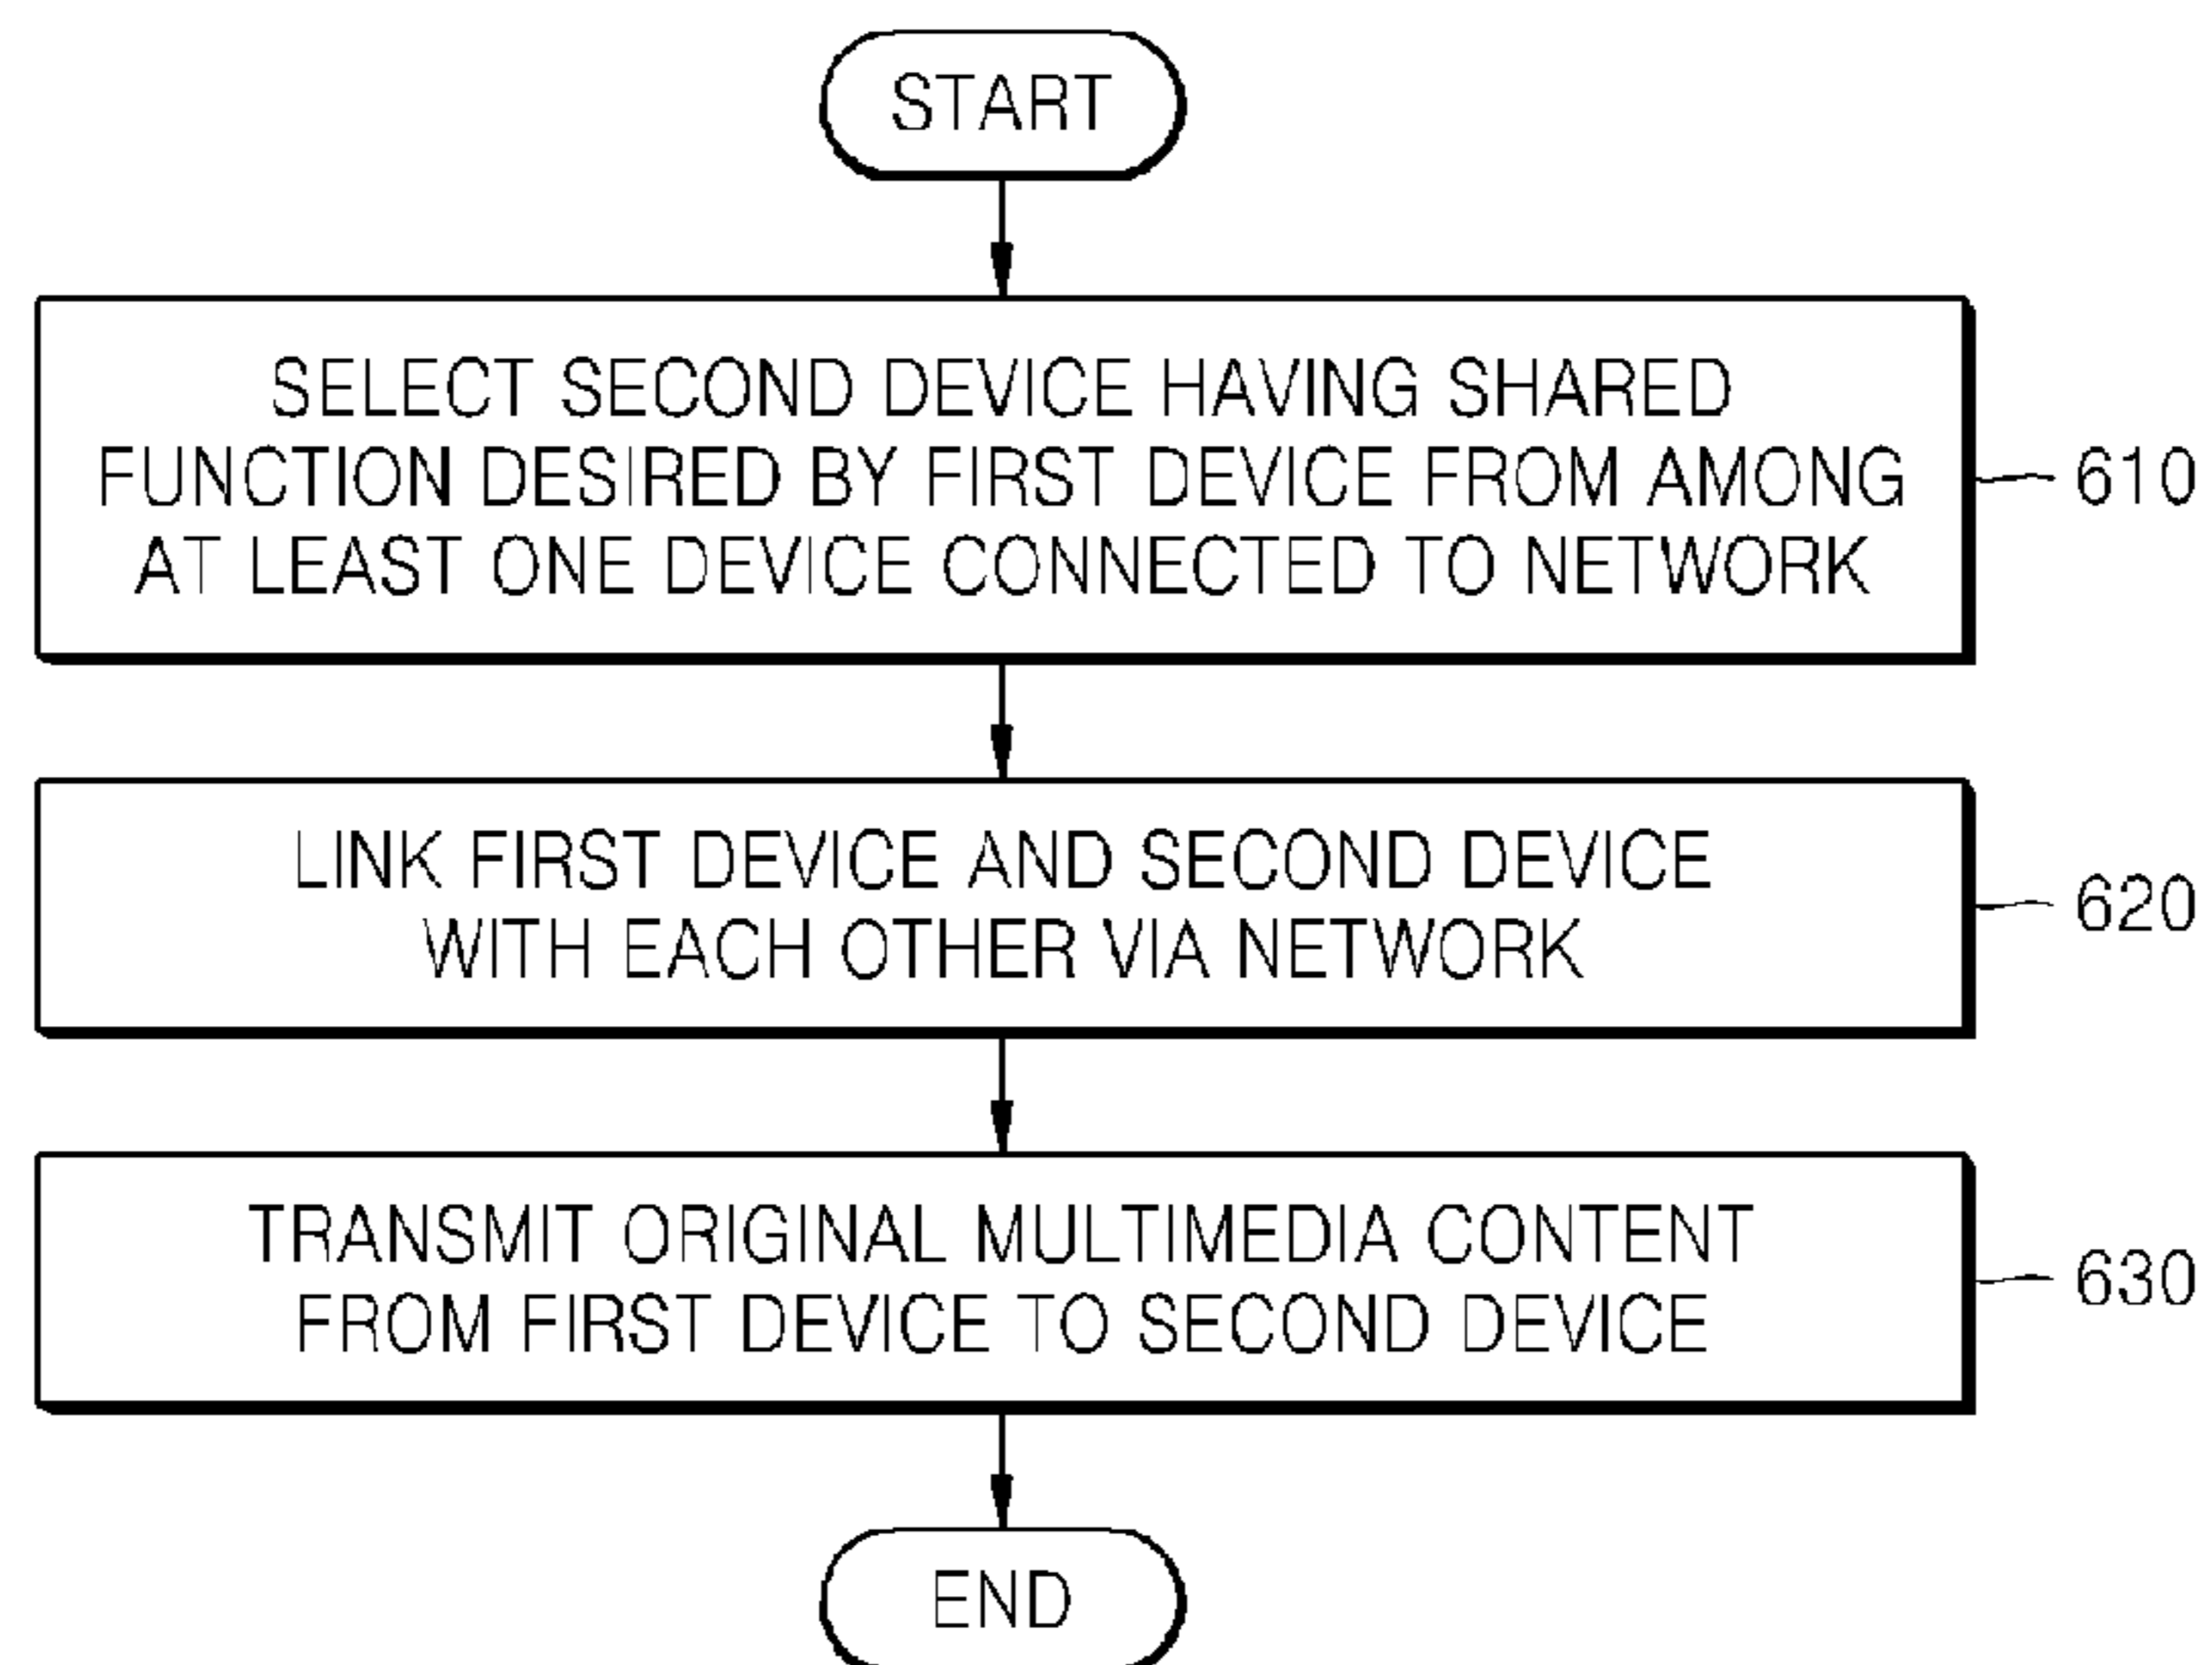 START
SELECT SECOND DEVICE HAVING SHARED
FUNCTION DESIRED BY FIRST DEVICE FROM AMONG
AT LEAST ONE DEVICE CONNECTED TO NETWORK
610
LINK FIRST DEVICE AND SECOND DEVICE
WITH EACH OTHER VIA NETWORK
620
TRANSMIT ORIGINAL MULTIMEDIA CONTENT
FROM FIRST DEVICE TO SECOND DEVICE
630
END